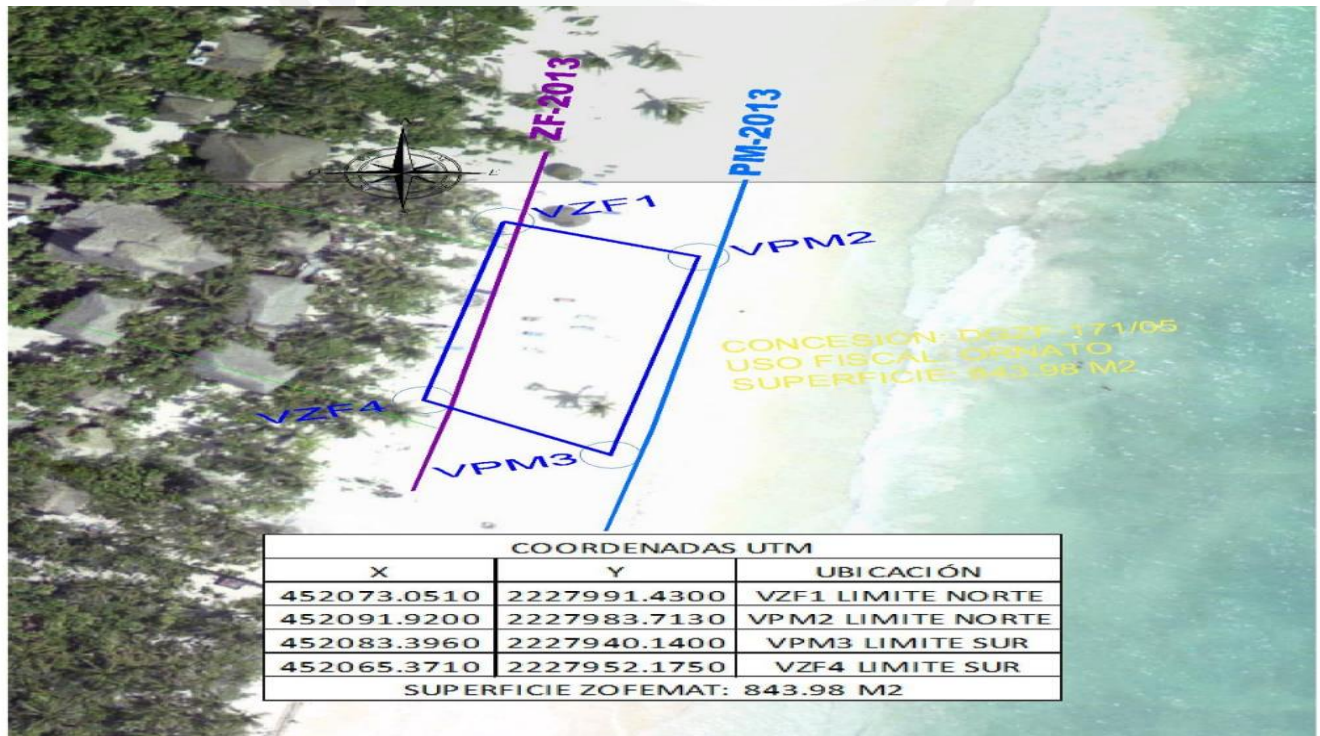 ZF-2013
PM-2013
VZF1
VPM2
CONCESIÓN: DGZF-171/05
USO FISCAL: ORNATO
SUPERFICIE: 843.98 M2
VZF4
VPM3
COORDENADAS UTM
X Y UBICACIÓN
452073.0510 2227991.4300 VZF1 LIMITE NORTE
452091.9200 2227983.7130 VPM2 LIMITE NORTE
452083.3960 2227940.1400 VPM3 LIMITE SUR
452065.3710 2227952.1750 VZF4 LIMITE SUR
SUPERFICIE ZOFEMAT: 843.98 M2